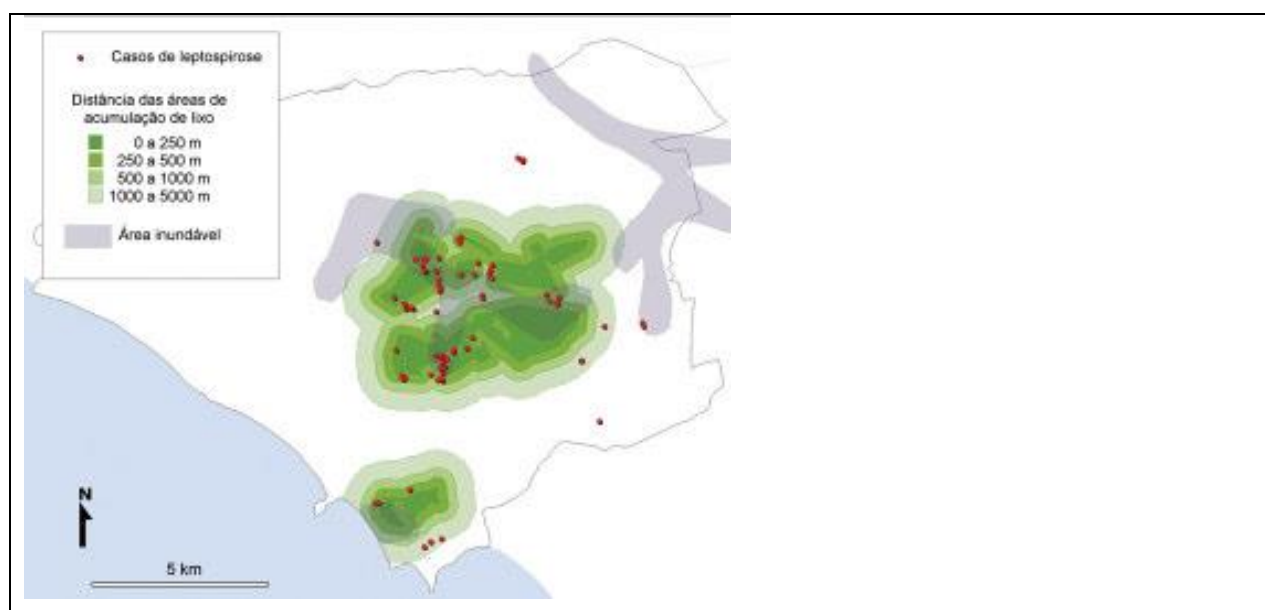 Casos de leptospirose
Distância das áreas de
acumulação de lixo
0 a 250 m
250 a 500 m
500 a 1000 m
1000 a 5000 m
Área inundável
N
5 km